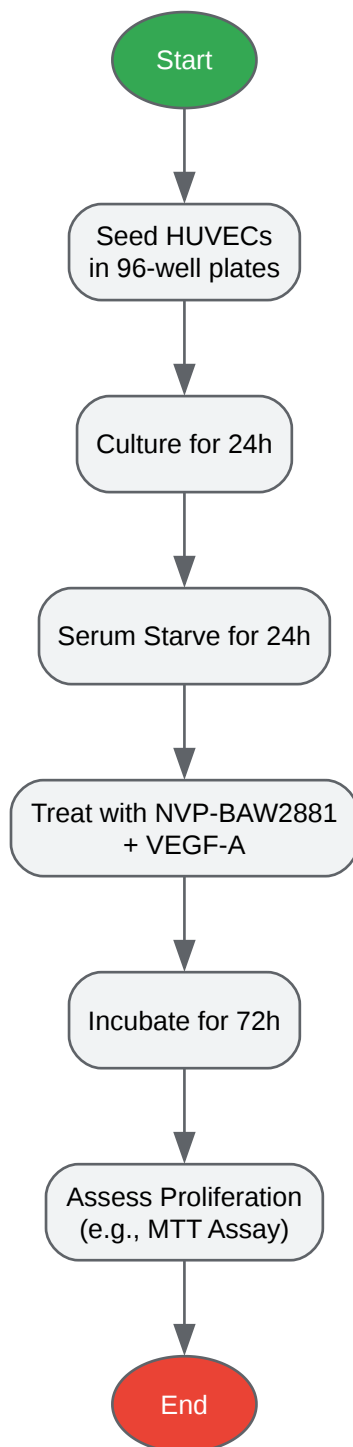 Start
Seed HUVECs
in 96-well plates
Culture for 24h
Serum Starve for 24h
Treat with NVP-BAW2881
+ VEGF-A
Incubate for 72h
Assess Proliferation
(e.g., MTT Assay)
End